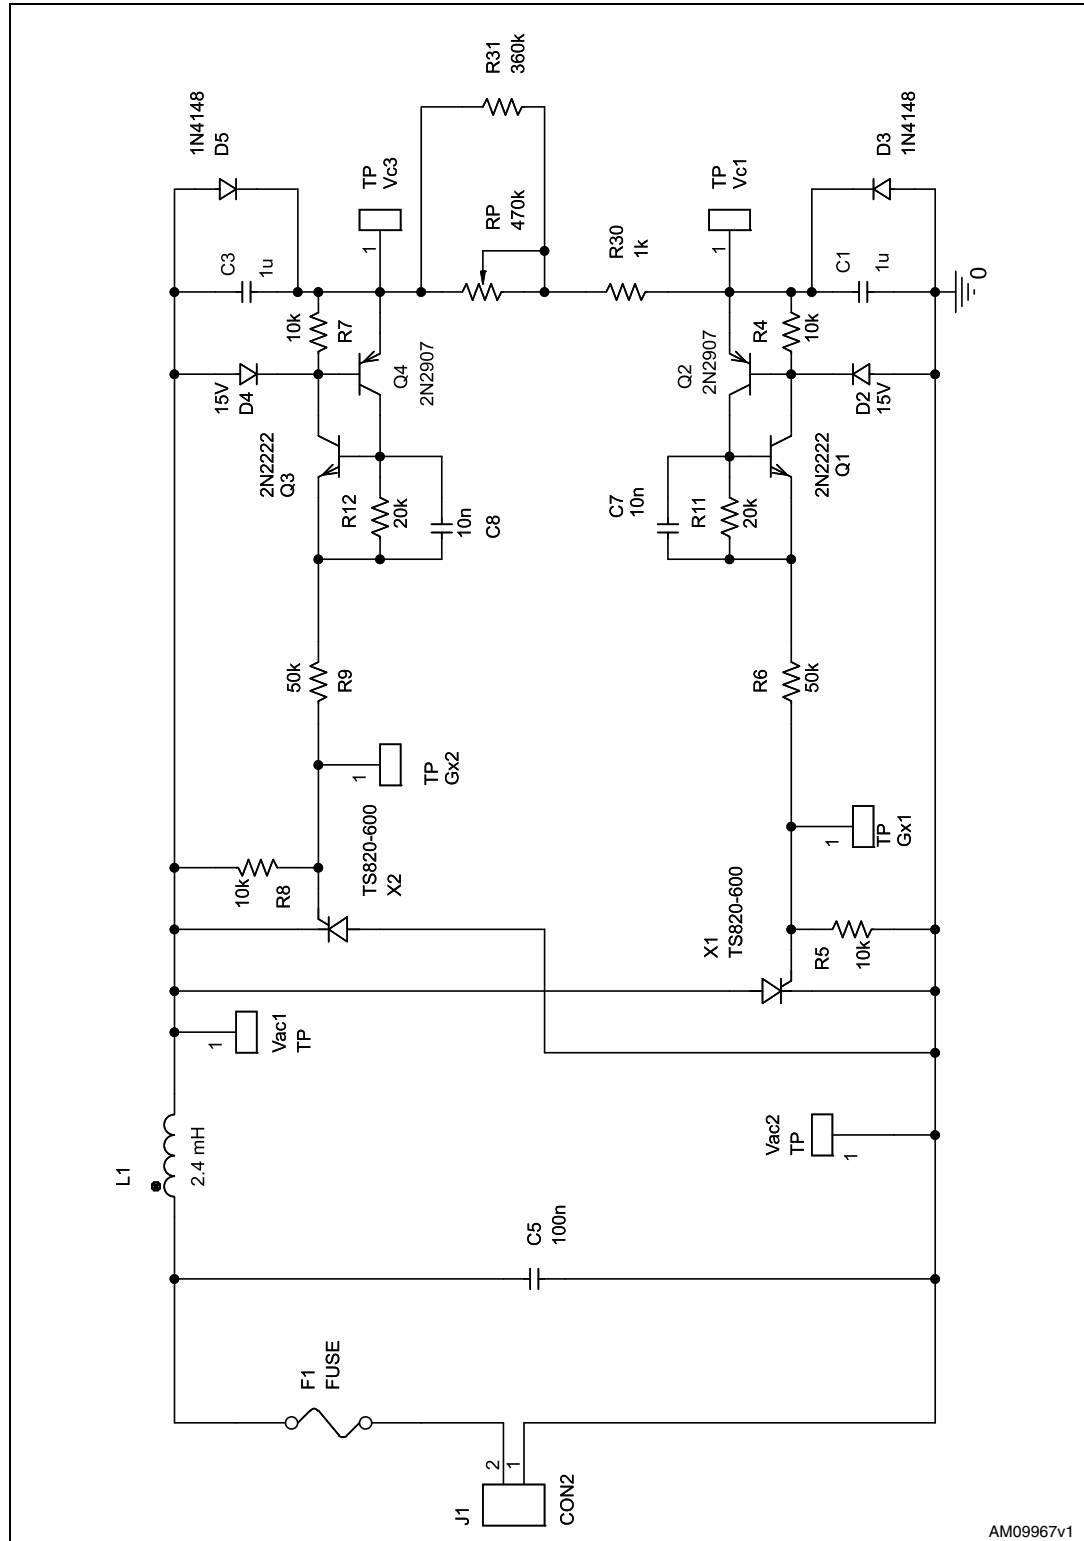 R31
360k
1N4148
D5
TP
Vc3
RP
470k
TP
Vc1
D3
1N4148
1
R30
1k
1
C3
1u
C1
1u
0
10k
R7
R4
10k
Q4
2N2907
Q2
2N2907
15V
D4
D2
15V
2N2222
Q3
2N2222
Q1
R12
20k
10n
C8
C7
10n
R11
20k
50k
R9
R6
50k
1
TP
Gx2
1
TP
Gx1
10k
R8
TS820-600
X2
X1
TS820-600
R5
10k
1
Vac1
TP
Vac2
TP
1
L1
2.4 mH
C5
100n
F1
FUSE
J1
2
1
CON2
AM09967v1